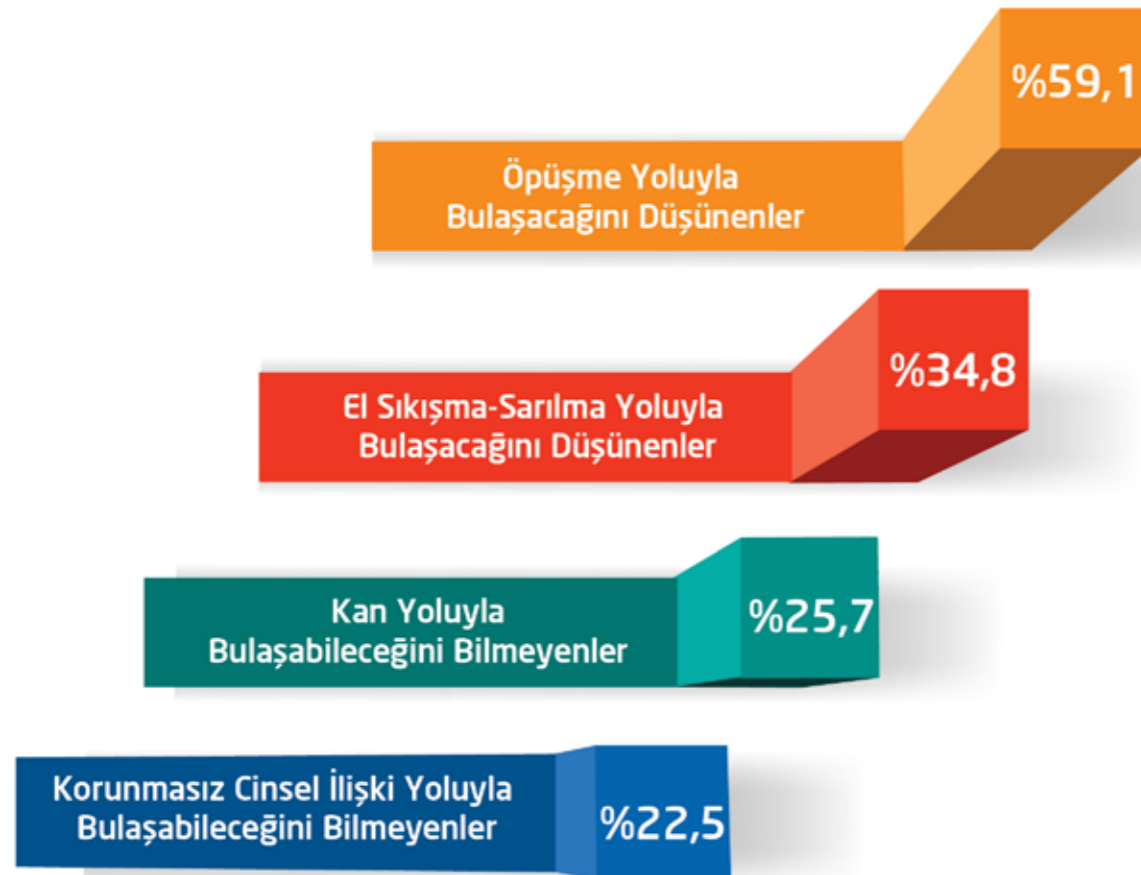 %59,1
Öpüşme Yoluyla
Bulaşacağını Düşünenler
%34,8
El Sıkışma-Sarılma Yoluyla
Bulaşacağını Düşünenler
%25,7
Kan Yoluyla
Bulaşabileceğini Bilmeyenler
%22,5
Korunmasız Cinsel İlişki Yoluyla
Bulaşabileceğini Bilmeyenler